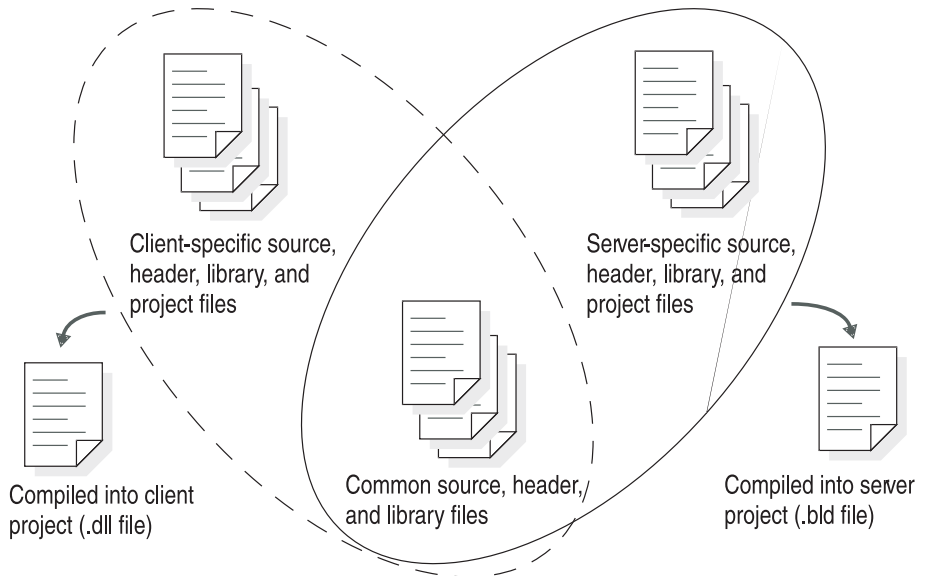 Client-specific source,
header, library, and
project files
Server-specific source,
header, library, and
project files
Compiled into client
project (.dll file)
Common source, header,
and library files
Compiled into server
project (.bld file)